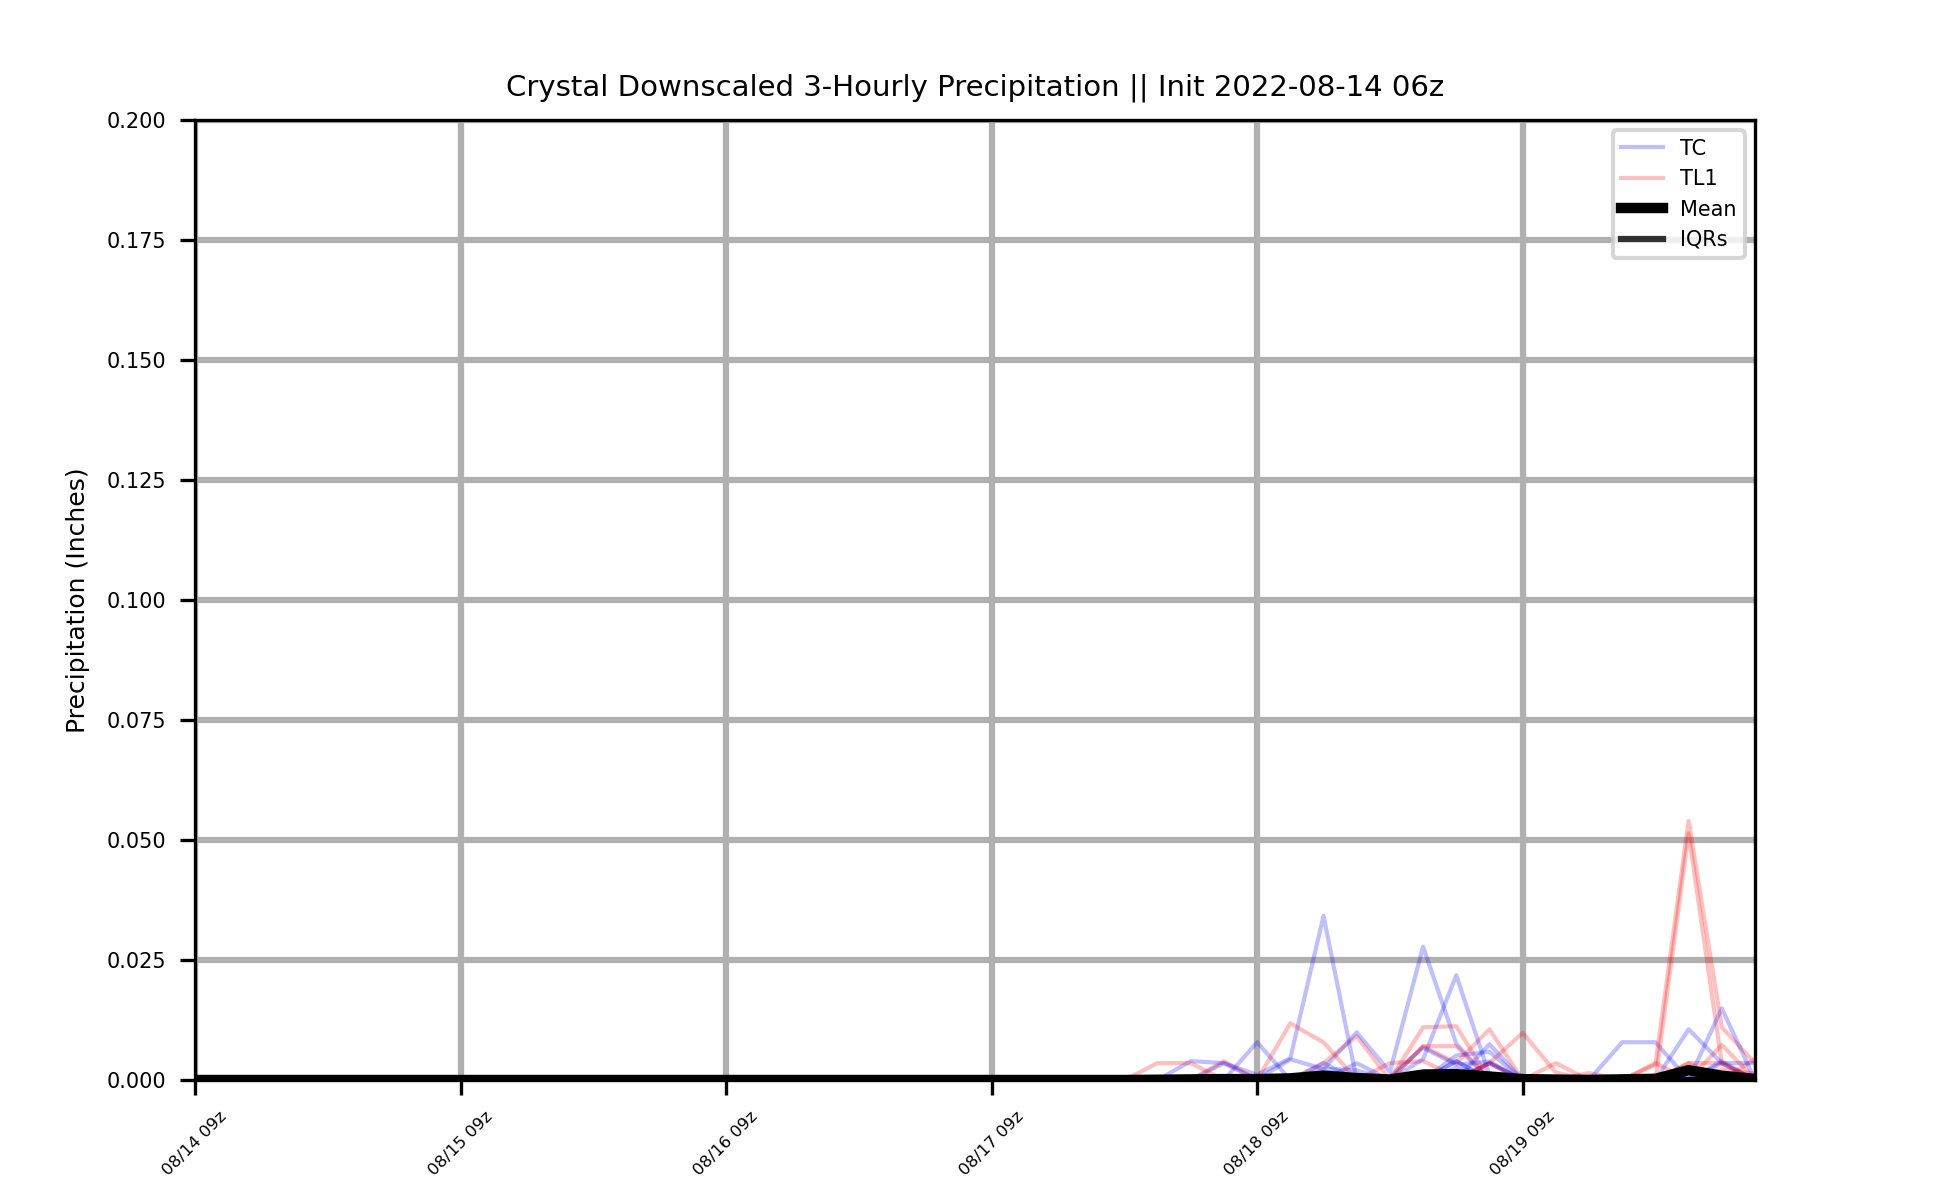 Crystal Downscaled 3-Hourly Precipitation || Init 2022-08-14 06z
TC
TL1
Mean
IQRs
Precipitation (Inches)
0.200
0.175
0.150
0.125
0.100
0.075
0.050
0.025
0.000
08/14 09z
08/15 09z
08/16 09z
08/17 09z
08/18 09z
08/19 09z